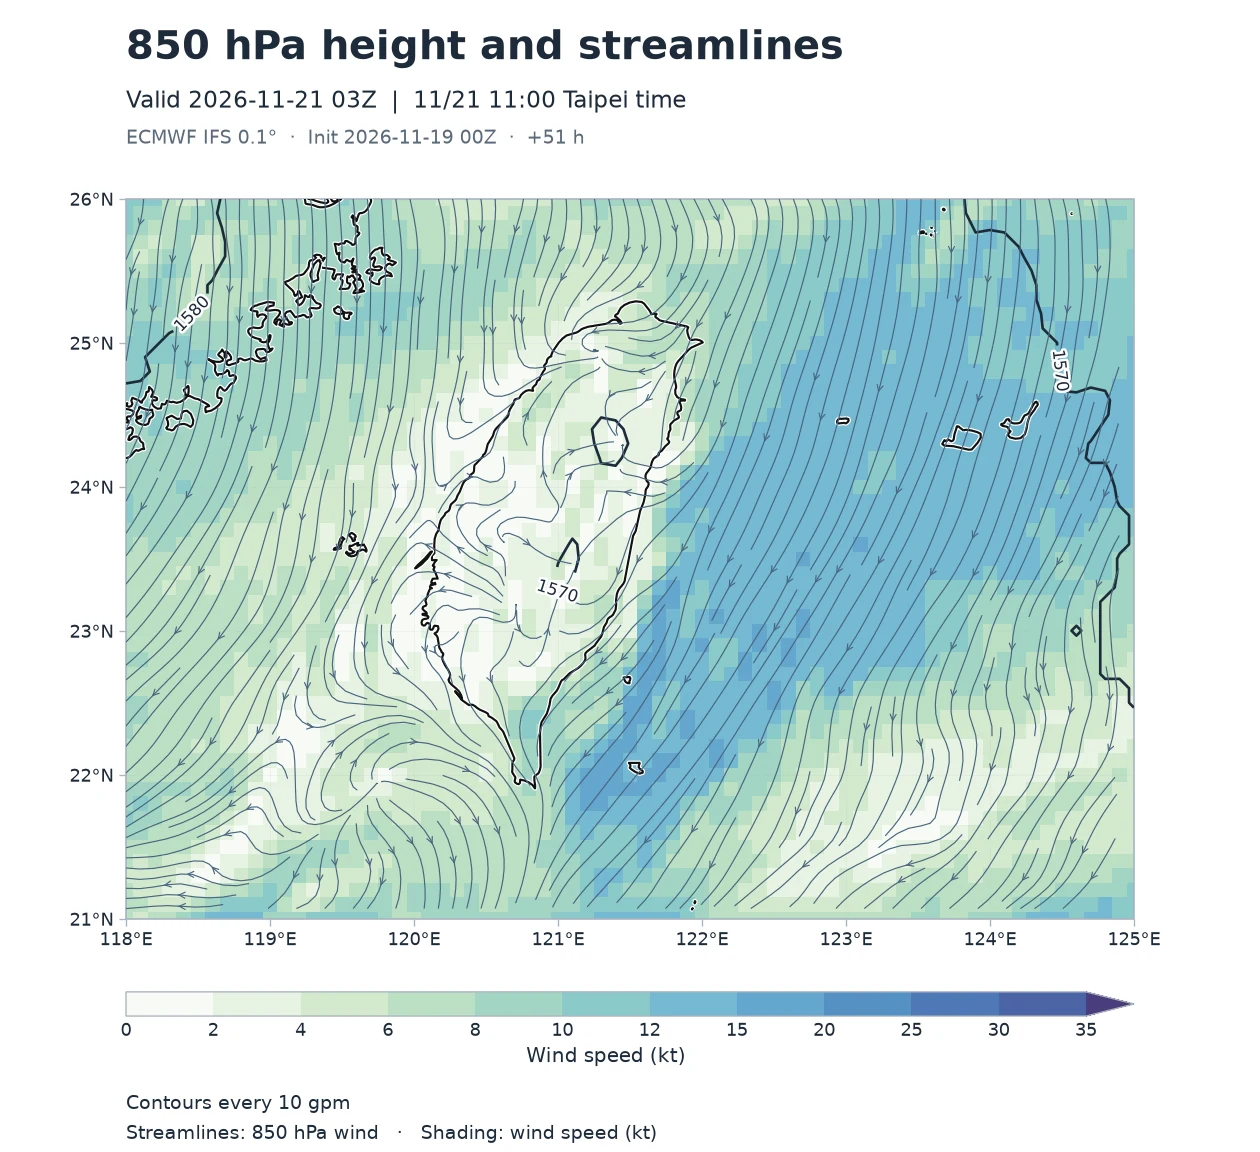 850 hPa height and streamlines
Valid 2026-11-21 03Z | 11/21 11:00 Taipei time
ECMWF IFS 0.1° · Init 2026-11-19 00Z · +51 h
26°N
1580
25°N
1570
24°N
1570
23°N
22°N
21°N
118°E 119°E 120°E 121°E 122°E 123°E 124°E 125°E
0 2 4 6 8 10 12 15 20 25 30 35
Wind speed (kt)
Contours every 10 gpm
Streamlines: 850 hPa wind · Shading: wind speed (kt)